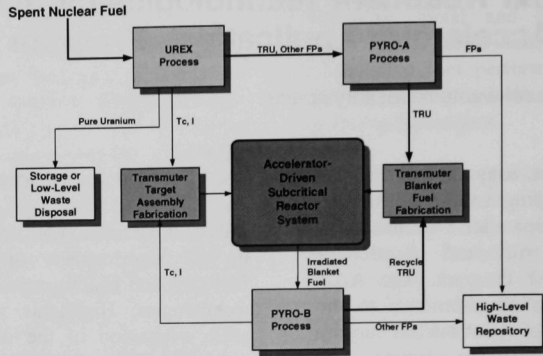 Spent Nuclear Fuel
UREX
Process
TRU, Other FPs
PYRO-A
Process
FPs
Pure Uranium
Tc, I
TRU
Storage or
Low-Level
Waste
Disposal
Transmuter
Target
Assembly
Fabrication
Accelerator-
Driven
Subcritical
Reactor
System
Transmuter
Blanket
Fuel
Fabrication
Tc, I
Irradiated
Blanket
Fuel
Recycle
TRU
PYRO-B
Process
Other FPs
High-Level
Waste
Repository